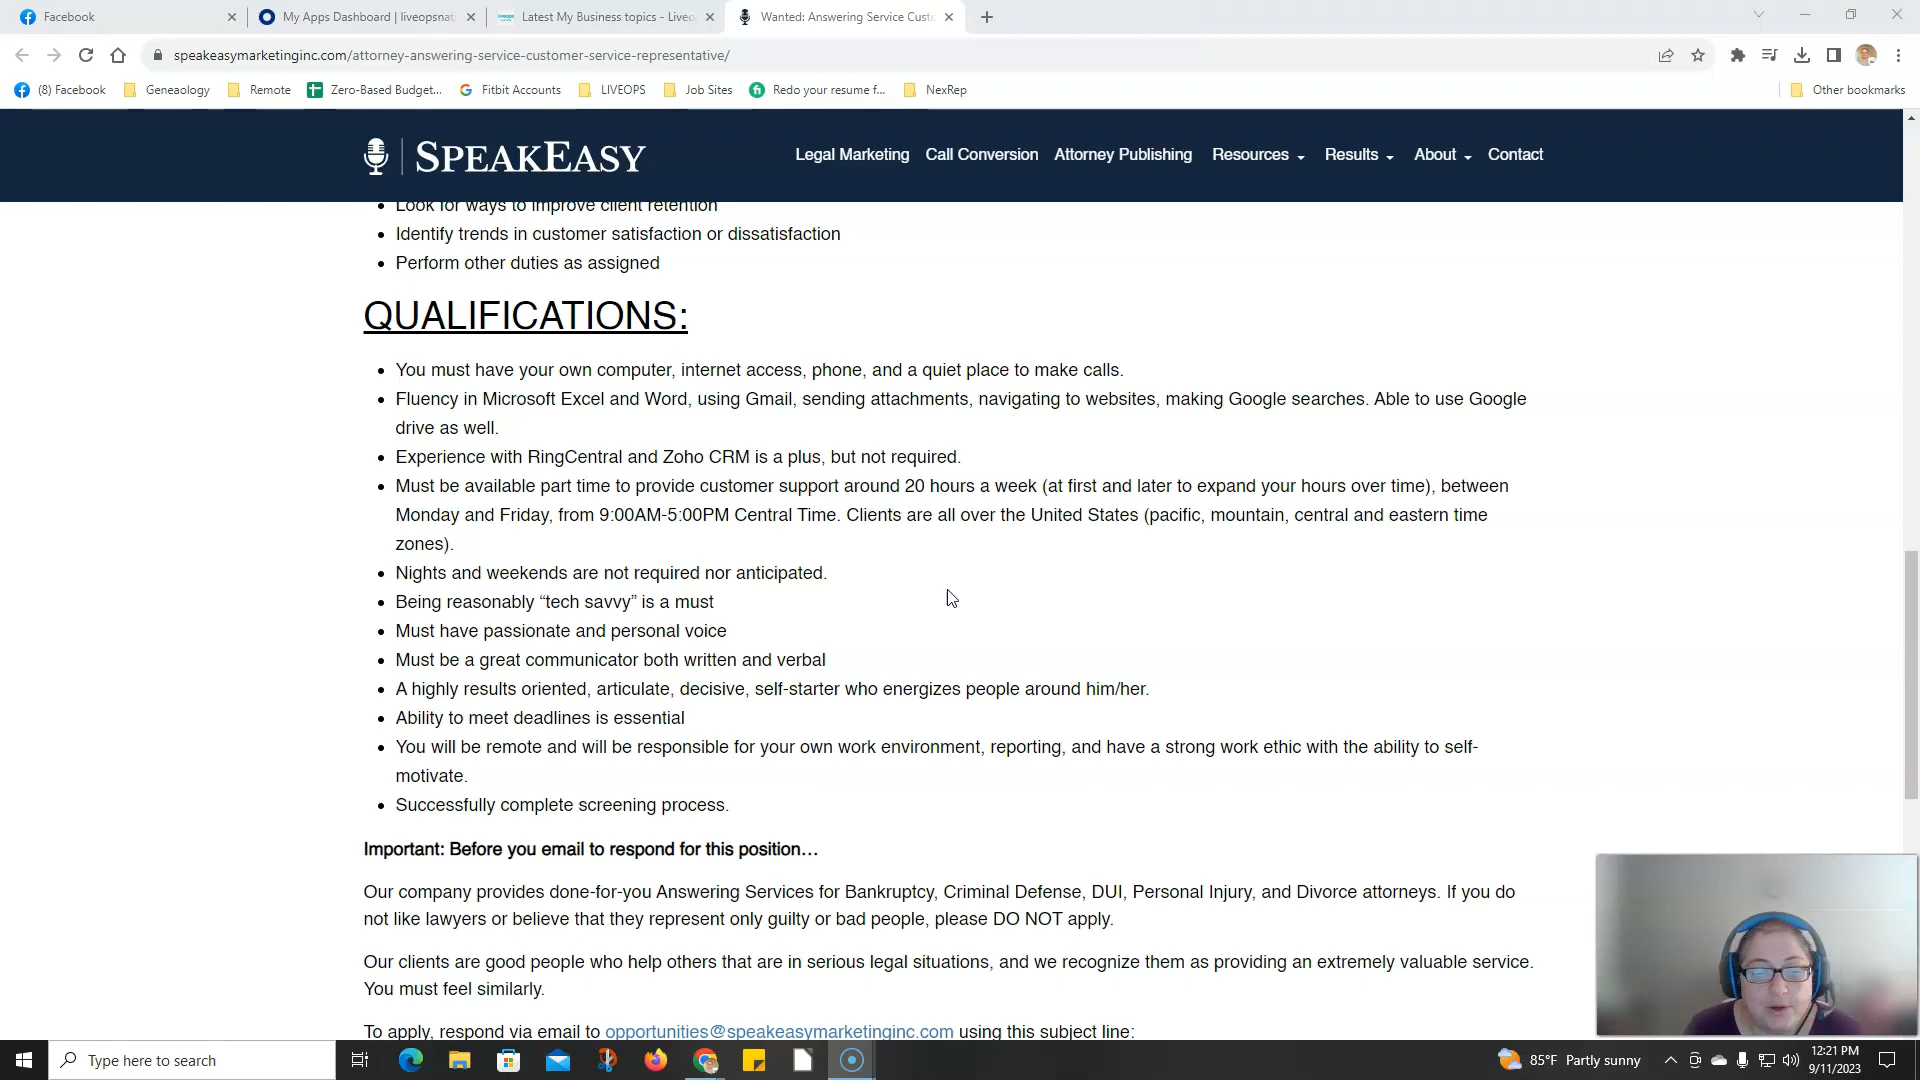 Facebook
My Apps Dashboard | liveopsnat
Latest My Business topics - Liveo
Wanted: Answering Service Cust
speakeasymarketinginc.com/attorney-answering-service-customer-service-representative/
(8) Facebook
Geneaology
Remote
Zero-Based Budget...
Fitbit Accounts
LIVEOPS
Job Sites
Redo your resume f...
NexRep
Other bookmarks
SPEAKEASY
Legal Marketing
Call Conversion
Attorney Publishing
Resources
Results
About
Contact
Look for ways to improve client retention
Identify trends in customer satisfaction or dissatisfaction
Perform other duties as assigned
QUALIFICATIONS:
You must have your own computer, internet access, phone, and a quiet place to make calls.
Fluency in Microsoft Excel and Word, using Gmail, sending attachments, navigating to websites, making Google searches. Able to use Google
drive as well.
Experience with RingCentral and Zoho CRM is a plus, but not required.
Must be available part time to provide customer support around 20 hours a week (at first and later to expand your hours over time), between
Monday and Friday, from 9:00AM-5:00PM Central Time. Clients are all over the United States (pacific, mountain, central and eastern time
zones).
Nights and weekends are not required nor anticipated.
Being reasonably “tech savvy” is a must
Must have passionate and personal voice
Must be a great communicator both written and verbal
A highly results oriented, articulate, decisive, self-starter who energizes people around him/her.
Ability to meet deadlines is essential
You will be remote and will be responsible for your own work environment, reporting, and have a strong work ethic with the ability to self-
motivate.
Successfully complete screening process.
Important: Before you email to respond for this position…
Our company provides done-for-you Answering Services for Bankruptcy, Criminal Defense, DUI, Personal Injury, and Divorce attorneys. If you do
not like lawyers or believe that they represent only guilty or bad people, please DO NOT apply.
Our clients are good people who help others that are in serious legal situations, and we recognize them as providing an extremely valuable service.
You must feel similarly.
To apply, respond via email to opportunities@speakeasymarketinginc.com using this subject line:
Type here to search
85°F Partly sunny
12:21 PM
9/11/2023